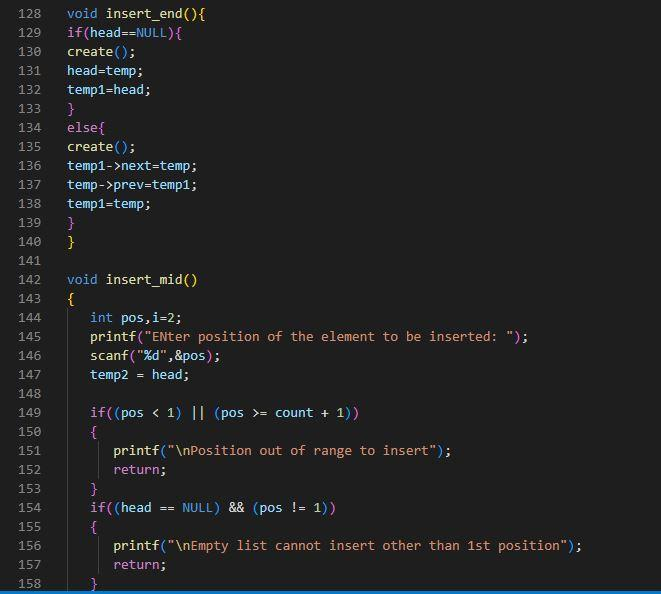 128 void insert_end(){
129 if(head==NULL){
130 create();
131 head=temp;
132 temp1=head;
133 }
134 else{
135 create();
136 temp1->next=temp;
137 temp->prev=temp1;
138 temp1=temp;
139 }
140 }
141
142 void insert_mid()
143 {
144 int pos,i=2;
145 printf("ENter position of the element to be inserted: ");
146 scanf("%d",&pos);
147 temp2 = head;
148
149 if((pos < 1) || (pos >= count + 1))
150 {
151 printf("\nPosition out of range to insert");
152 return;
153 }
154 if((head == NULL) && (pos != 1))
155 {
156 printf("\nEmpty list cannot insert other than 1st position");
157 return;
158 }